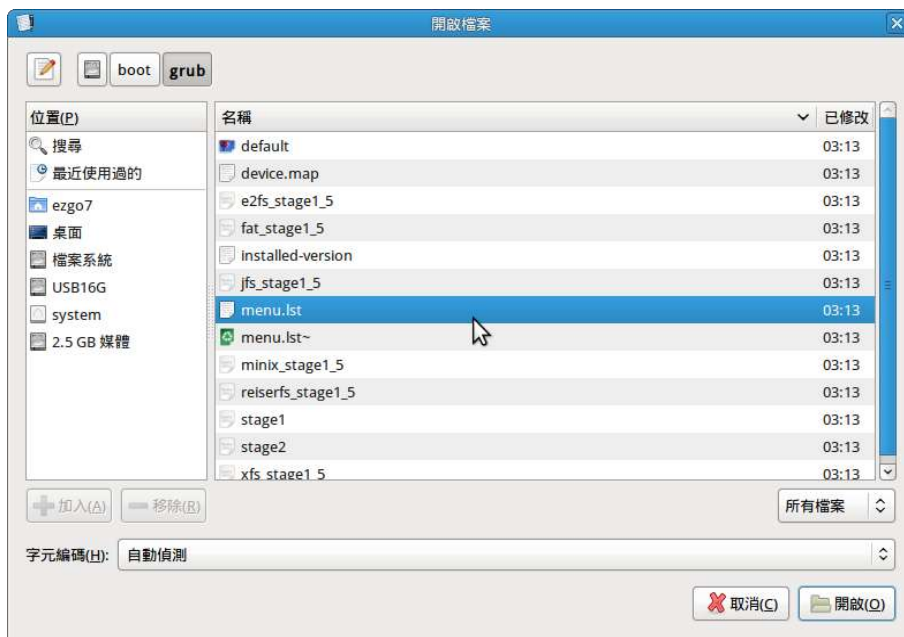 開啟檔案
boot grub
位置(P) 名稱 已修改
搜尋 default 03:13
最近使用過的 device.map 03:13
ezgo7 e2fs_stage1_5 03:13
桌面 fat_stage1_5 03:13
檔案系統 installed-version 03:13
USB16G jfs_stage1_5 03:13
system menu.lst 03:13
2.5 GB 媒體 menu.lst~ 03:13
minix_stage1_5 03:13
reiserfs_stage1_5 03:13
stage1 03:13
stage2 03:13
xfs_stage1_5 03:13
加入(A) 移除(R) 所有檔案
字元編碼(H): 自動偵測
取消(C) 開啟(O)